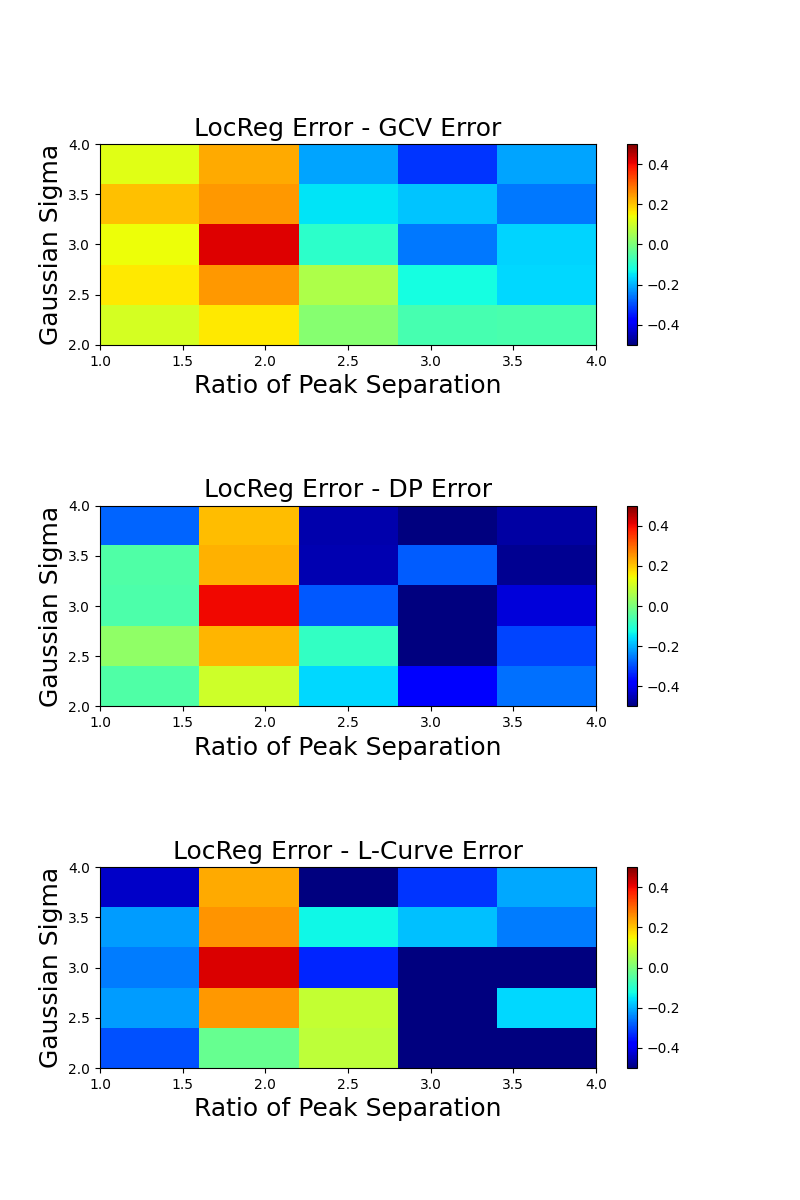 LocReg Error - GCV Error
4.0
3.5
3.0
2.5
2.0
Gaussian Sigma
1.0 1.5 2.0 2.5 3.0 3.5 4.0
Ratio of Peak Separation
0.4
0.2
0.0
−0.2
−0.4
LocReg Error - DP Error
4.0
3.5
3.0
2.5
2.0
Gaussian Sigma
1.0 1.5 2.0 2.5 3.0 3.5 4.0
Ratio of Peak Separation
0.4
0.2
0.0
−0.2
−0.4
LocReg Error - L-Curve Error
4.0
3.5
3.0
2.5
2.0
Gaussian Sigma
1.0 1.5 2.0 2.5 3.0 3.5 4.0
Ratio of Peak Separation
0.4
0.2
0.0
−0.2
−0.4